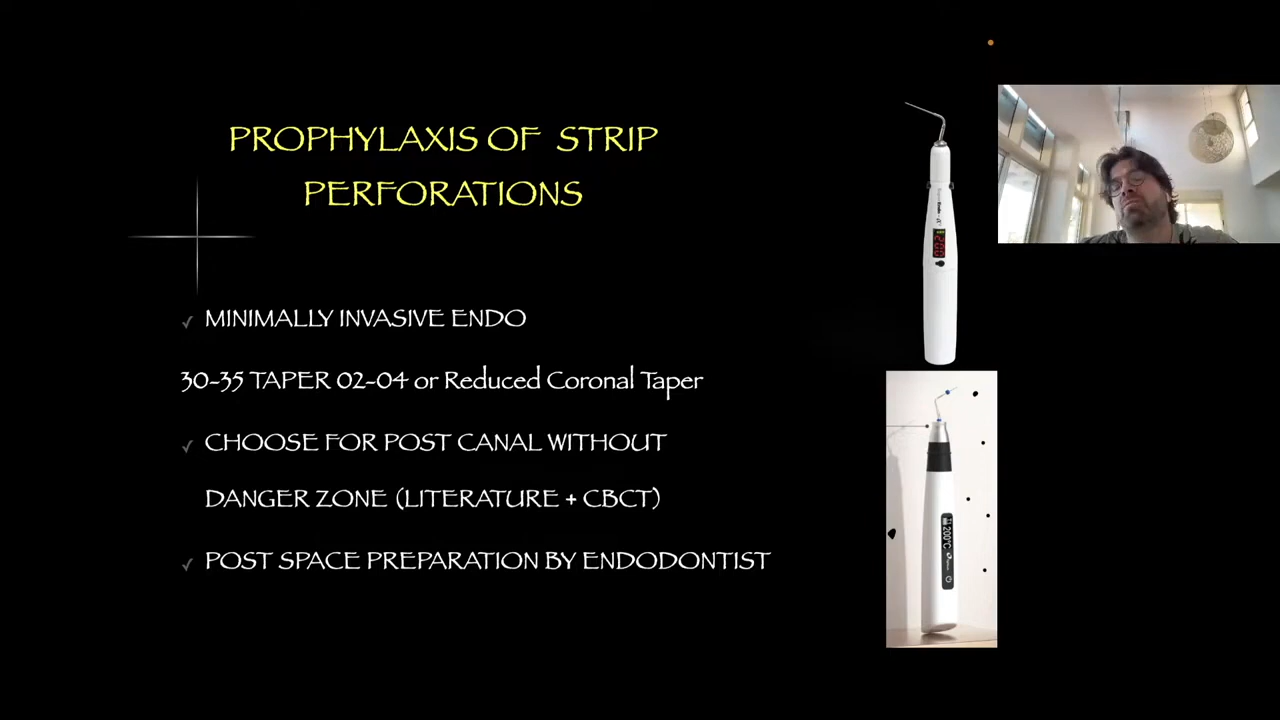 PROPHYLAXIS OF STRIP
PERFORATIONS
✓ MINIMALLY INVASIVE ENDO
30-35 TAPER 02-04 or Reduced Coronal Taper
✓ CHOOSE FOR POST CANAL WITHOUT
DANGER ZONE (LITERATURE + CBCT)
✓ POST SPACE PREPARATION BY ENDODONTIST
200°C